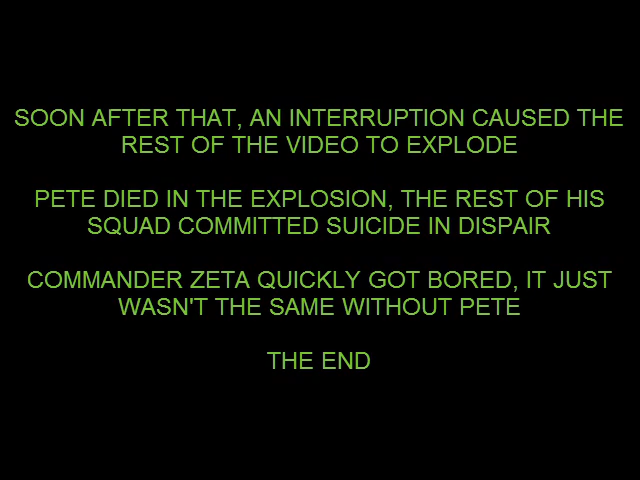 SOON AFTER THAT, AN INTERRUPTION CAUSED THE
REST OF THE VIDEO TO EXPLODE
PETE DIED IN THE EXPLOSION, THE REST OF HIS
SQUAD COMMITTED SUICIDE IN DISPAIR
COMMANDER ZETA QUICKLY GOT BORED, IT JUST
WASN'T THE SAME WITHOUT PETE
THE END